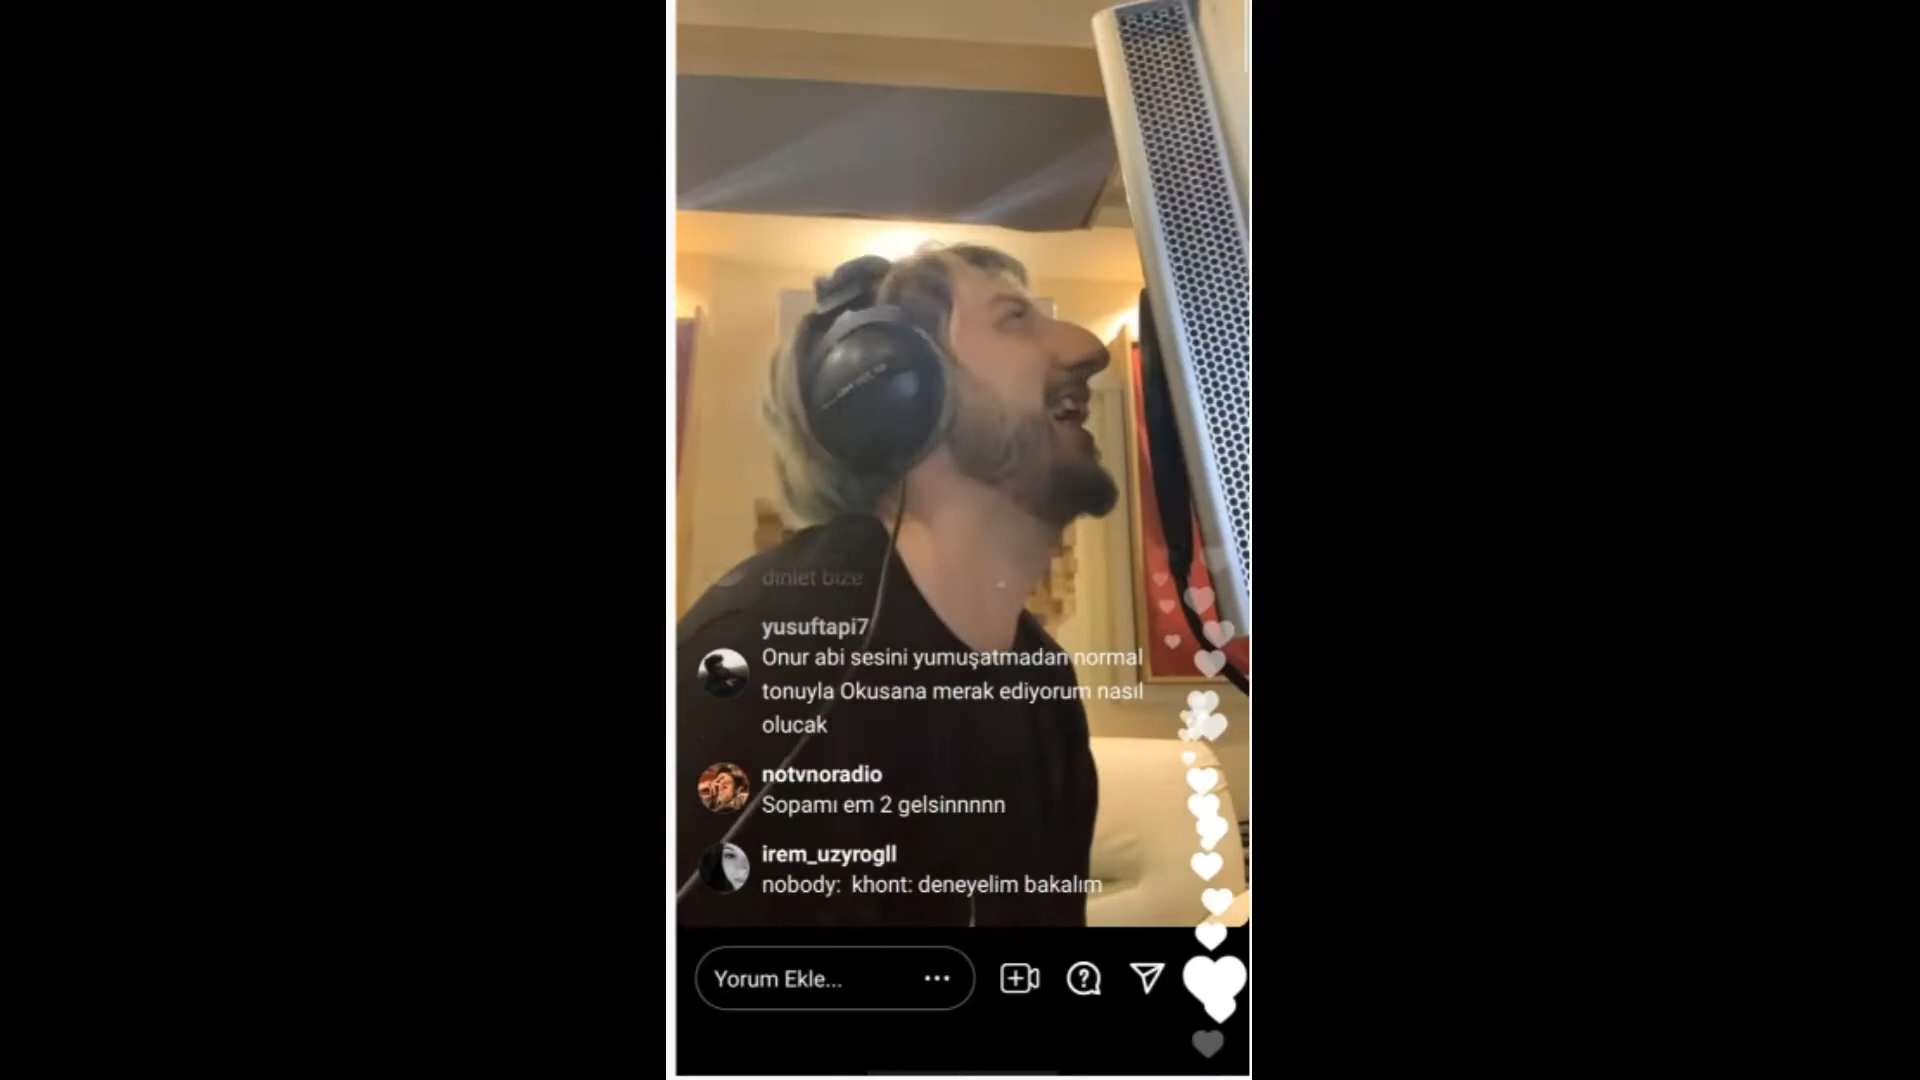 dinlet bize
yusuftapi7
Onur abi sesini yumuşatmadan normal
tonuyla Okusana merak ediyorum nasıl
olucak
notvnoradio
Sopamı em 2 gelsinnnnn
irem_uzyrogll
nobody: khont: deneyelim bakalım
Yorum Ekle...